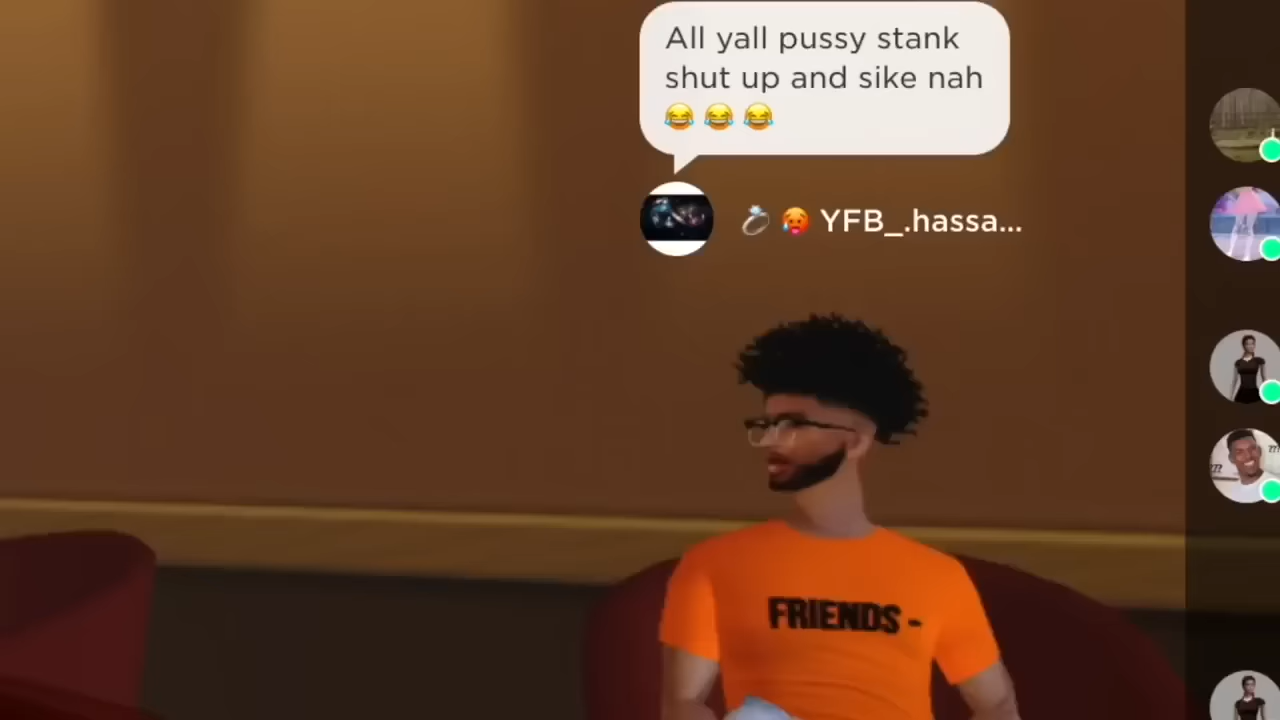 All yall pussy stank
shut up and sike nah
😂 😂 😂
💍 🥵 YFB_.hassa...
FRIENDS -
???
???